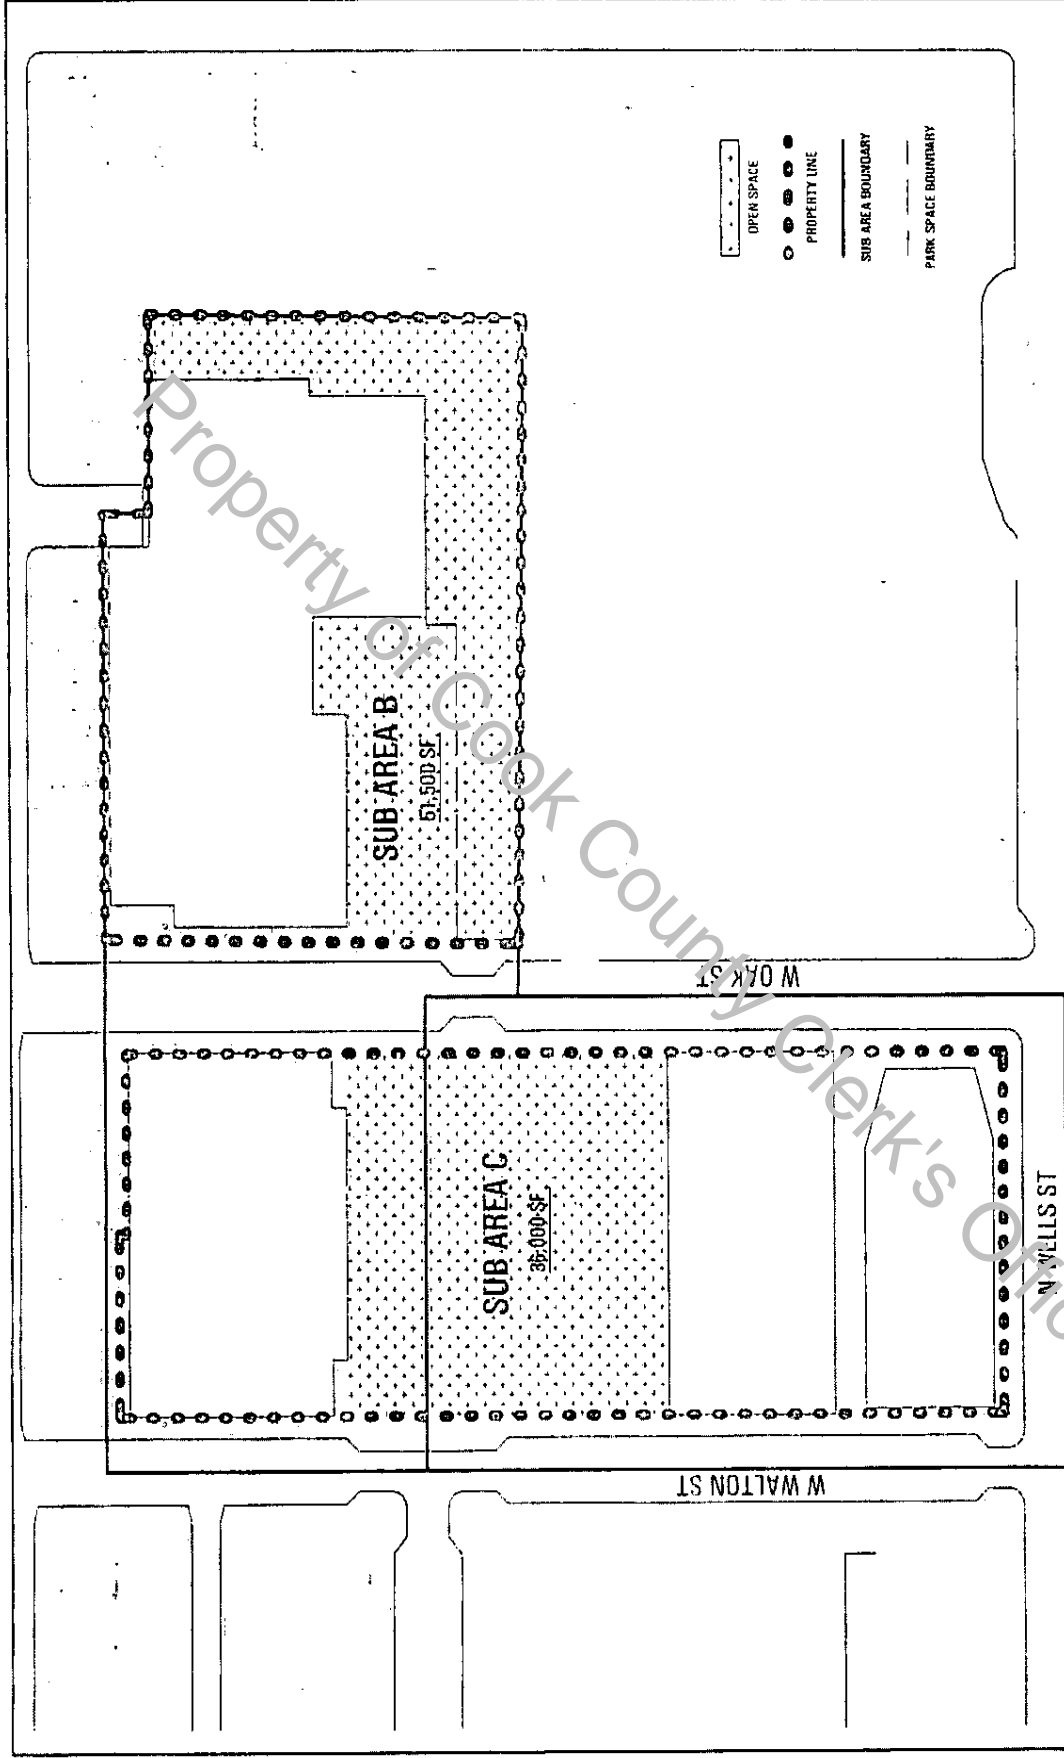 OPEN SPACE
PROPERTY LINE
SUB AREA BOUNDARY
PARK SPACE BOUNDARY
SUB AREA B
51,500 SF
W OAK ST
SUB AREA C
36,000 SF
N WELLS ST
W WALTON ST
Property of Cook County Clerk's Offic